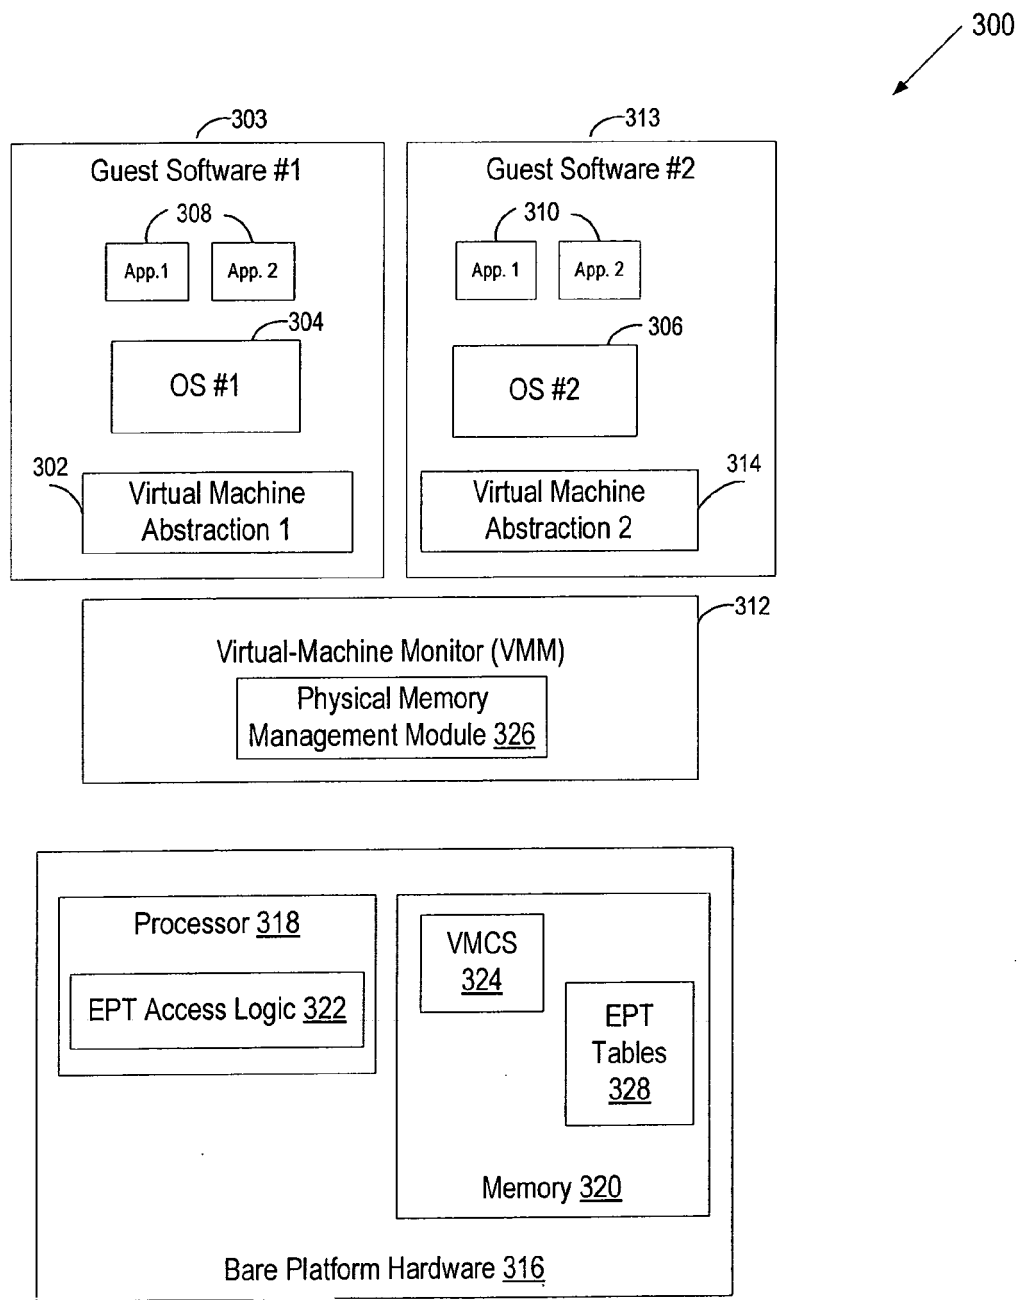 300
303
313
Guest Software #1
Guest Software #2
308
310
App.1
App. 2
App. 1
App. 2
304
306
OS #1
OS #2
302
314
Virtual Machine
Abstraction 1
Virtual Machine
Abstraction 2
312
Virtual-Machine Monitor (VMM)
Physical Memory
Management Module 326
Processor 318
EPT Access Logic 322
VMCS
324
EPT
Tables
328
Memory 320
Bare Platform Hardware 316